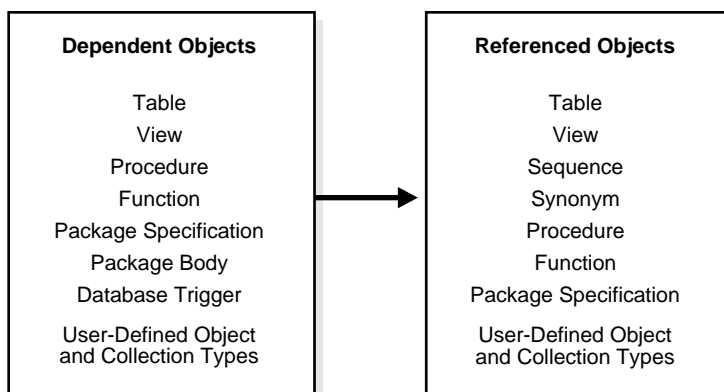 Dependent Objects
Table
View
Procedure
Function
Package Specification
Package Body
Database Trigger
User-Defined Object
and Collection Types
Referenced Objects
Table
View
Sequence
Synonym
Procedure
Function
Package Specification
User-Defined Object
and Collection Types